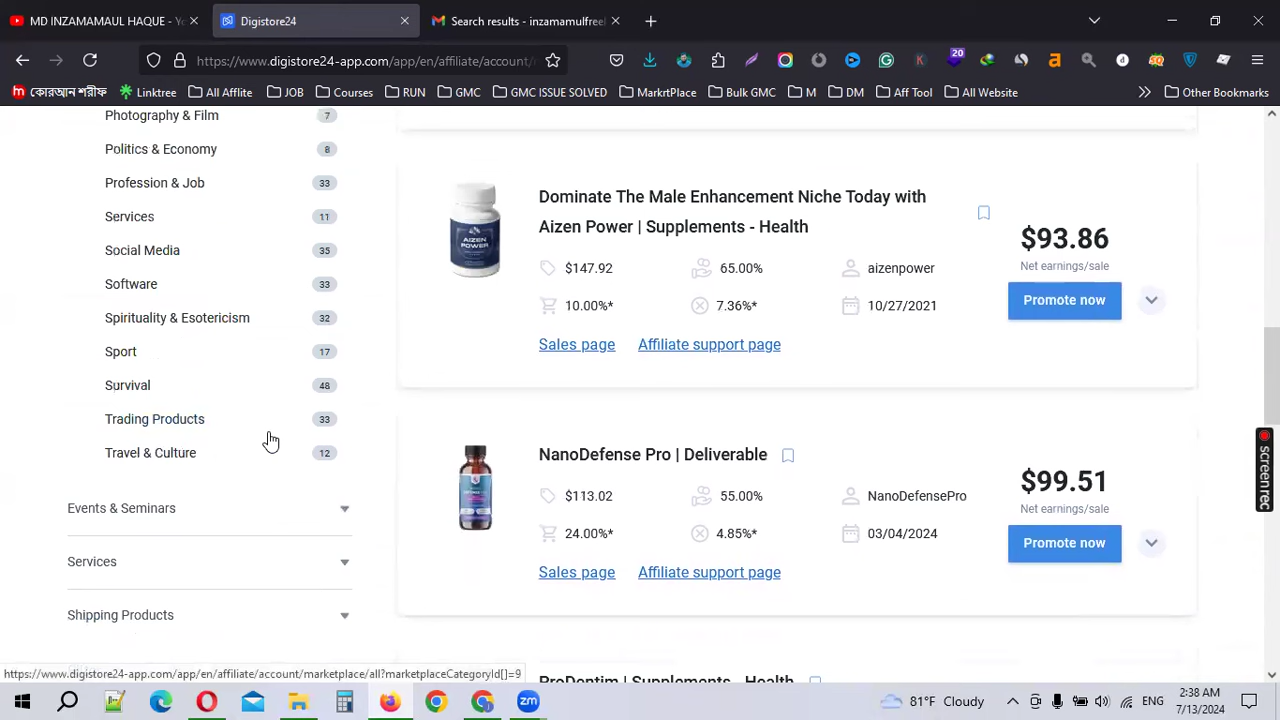 MD INZAMAMAUL HAQUE - Yo
Digistore24
Search results - inzamamulfree
https://www.digistore24-app.com/app/en/affiliate/account/
20
কোরআন শরীফ
Linktree
All Afflite
JOB
Courses
RUN
GMC
GMC ISSUE SOLVED
MarkrtPlace
Bulk GMC
M
DM
Aff Tool
All Website
Other Bookmarks
Photography & Film 7
Politics & Economy 8
Profession & Job 33
Services 11
Social Media 35
Software 33
Spirituality & Esotericism 32
Sport 17
Survival 48
Trading Products 33
Travel & Culture 12
Events & Seminars
Services
Shipping Products
Dominate The Male Enhancement Niche Today with
Aizen Power | Supplements - Health
AIZEN
POWER
$147.92 65.00% aizenpower
10.00%* 7.36%* 10/27/2021
Sales page Affiliate support page
$93.86
Net earnings/sale
Promote now
NanoDefense Pro | Deliverable
$113.02 55.00% NanoDefensePro
24.00%* 4.85%* 03/04/2024
Sales page Affiliate support page
$99.51
Net earnings/sale
Promote now
ProDentim | Supplements - Health
screen rec
https://www.digistore24-app.com/app/en/affiliate/account/marketplace/all?marketplaceCategoryId[]=9
81°F Cloudy
ENG
2:38 AM
7/13/2024